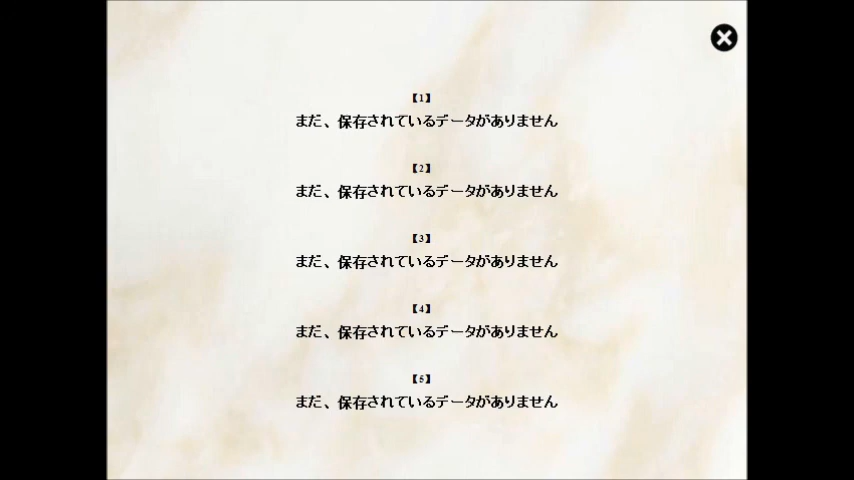 【1】
まだ、保存されているデータがありません
【2】
まだ、保存されているデータがありません
【3】
まだ、保存されているデータがありません
【4】
まだ、保存されているデータがありません
【5】
まだ、保存されているデータがありません